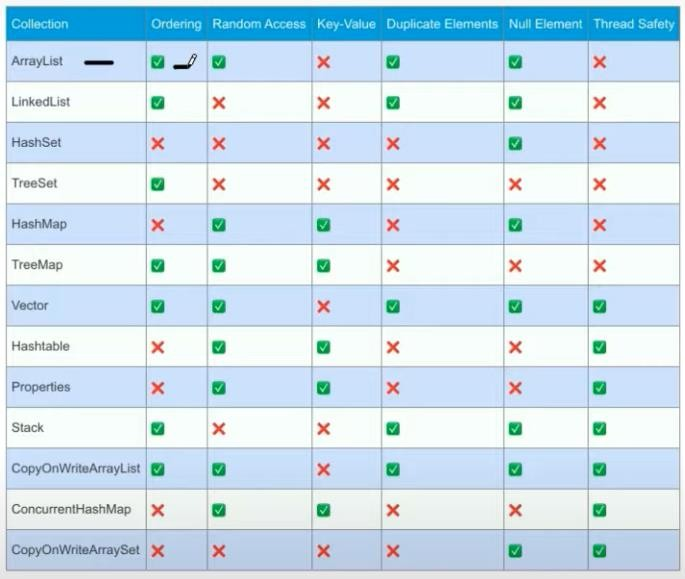 Collection Ordering Random Access Key-Value Duplicate Elements Null Element Thread Safety
ArrayList ✅ ✅ ❌ ✅ ✅ ❌
LinkedList ✅ ❌ ❌ ✅ ✅ ❌
HashSet ❌ ❌ ❌ ❌ ✅ ❌
TreeSet ✅ ❌ ❌ ❌ ❌ ❌
HashMap ❌ ✅ ✅ ❌ ✅ ❌
TreeMap ✅ ✅ ✅ ❌ ❌ ❌
Vector ✅ ✅ ❌ ✅ ✅ ✅
Hashtable ❌ ✅ ✅ ❌ ❌ ✅
Properties ❌ ✅ ✅ ❌ ❌ ✅
Stack ✅ ❌ ❌ ✅ ✅ ✅
CopyOnWriteArrayList ✅ ✅ ❌ ✅ ✅ ✅
ConcurrentHashMap ❌ ✅ ✅ ❌ ❌ ✅
CopyOnWriteArraySet ❌ ❌ ❌ ❌ ✅ ✅